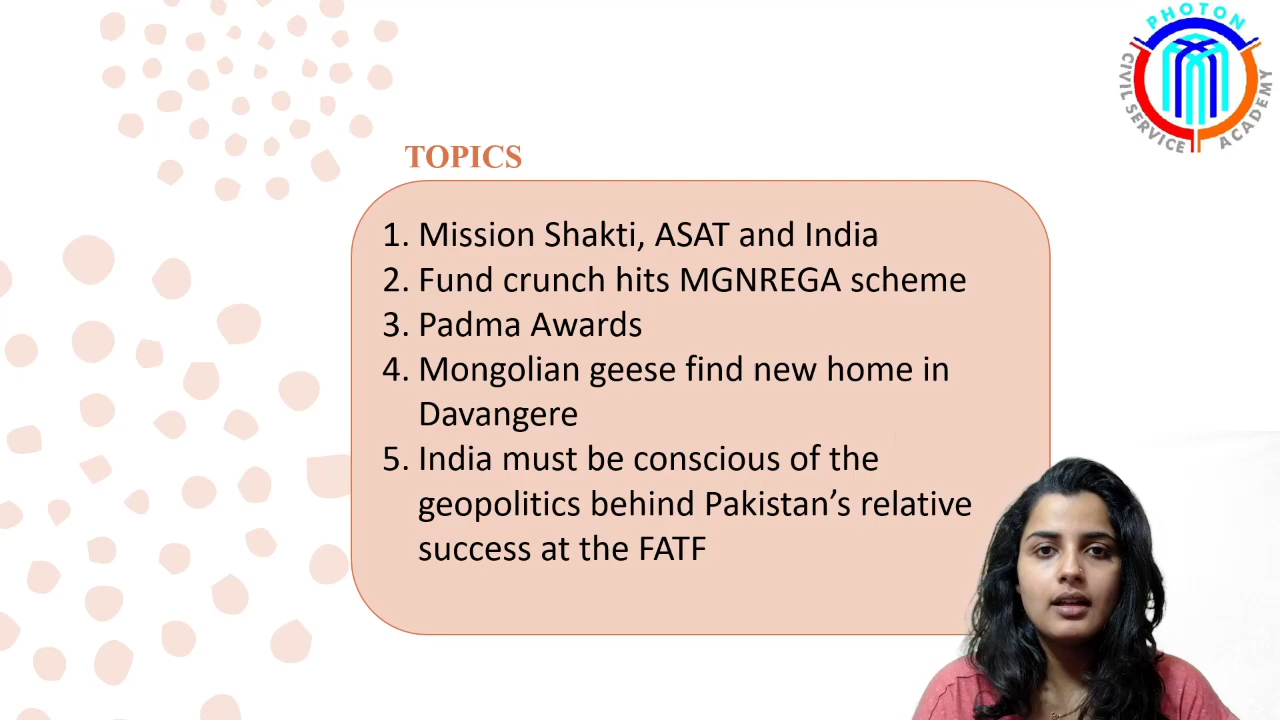 PHOTON
CIVIL SERVICE ACADEMY
TOPICS
1. Mission Shakti, ASAT and India
2. Fund crunch hits MGNREGA scheme
3. Padma Awards
4. Mongolian geese find new home in
Davangere
5. India must be conscious of the
geopolitics behind Pakistan’s relative
success at the FATF